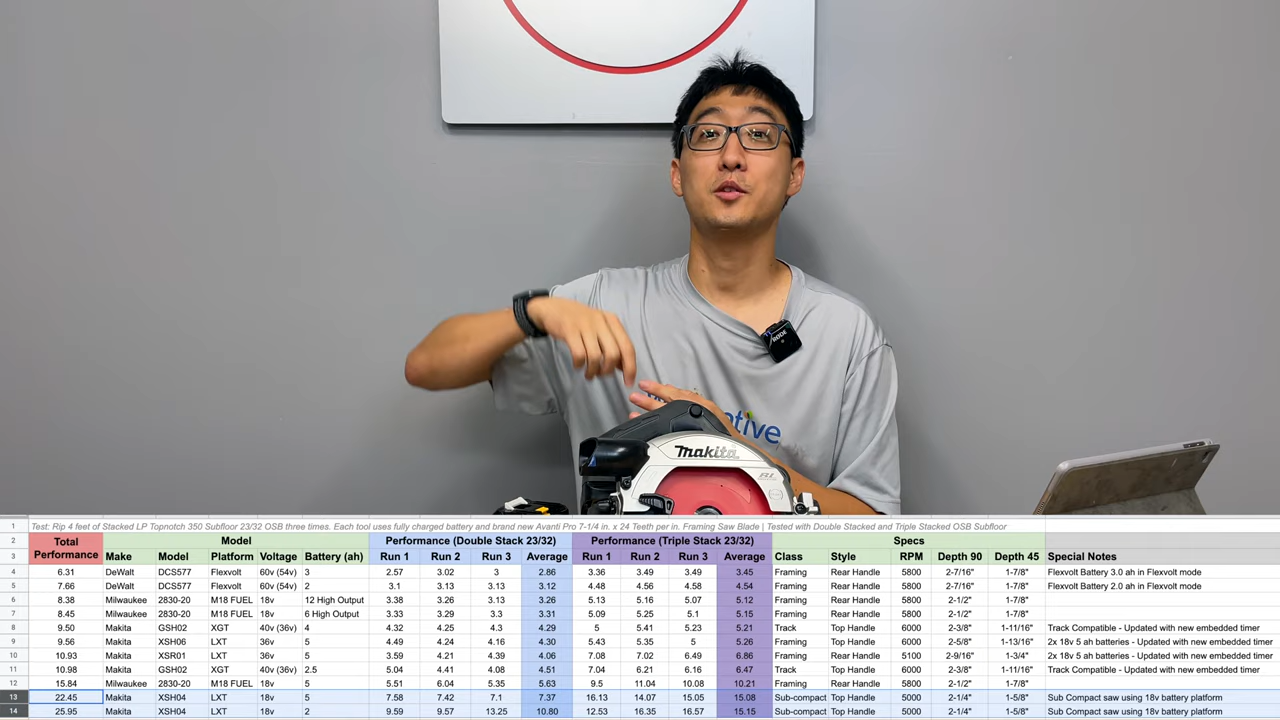 RODE
tive
Makita
1 Test: Rip 4 feet of Stacked LP Topnotch 350 Subfloor 23/32 OSB three times. Each tool uses fully charged battery and brand new Avanti Pro 7-1/4 in. x 24 Teeth per in. Framing Saw Blade | Tested with Double Stacked and Triple Stacked OSB Subfloor
2 Total Performance Model Performance (Double Stack 23/32) Performance (Triple Stack 23/32) Specs
3 Make Model Platform Voltage Battery (ah) Run 1 Run 2 Run 3 Average Run 1 Run 2 Run 3 Average Class Style RPM Depth 90 Depth 45 Special Notes
4 6.31 DeWalt DCS577 Flexvolt 60v (54v) 3 2.57 3.02 3 2.86 3.36 3.49 3.49 3.45 Framing Rear Handle 5800 2-7/16" 1-7/8" Flexvolt Battery 3.0 ah in Flexvolt mode
5 7.66 DeWalt DCS577 Flexvolt 60v (54v) 2 3.1 3.13 3.13 3.12 4.49 4.56 4.58 4.54 Framing Rear Handle 5800 2-7/16" 1-7/8" Flexvolt Battery 2.0 ah in Flexvolt mode
6 8.38 Milwaukee 2830-20 M18 FUEL 18v 12 High Output 3.38 3.26 3.13 3.26 5.13 5.16 5.07 5.12 Framing Rear Handle 5800 2-1/2" 1-7/8"
7 8.45 Milwaukee 2830-20 M18 FUEL 18v 6 High Output 3.33 3.29 3.3 3.31 5.09 5.25 5.1 5.15 Framing Rear Handle 5800 2-1/2" 1-7/8"
8 9.50 Makita GSH02 XGT 40v (36v) 4 4.32 4.25 4.3 4.29 5 5.41 5.23 5.21 Track Top Handle 6000 2-3/8" 1-11/16" Track Compatible - Updated with new embedded timer
9 9.56 Makita XSH06 LXT 36v 5 4.49 4.24 4.16 4.30 5.43 5.35 5 5.26 Framing Top Handle 6000 2-5/8" 1-13/16" 2x 18v 5 ah batteries - Updated with new embedded timer
10 10.93 Makita XSR01 LXT 36v 5 3.59 4.21 4.39 4.06 7.08 7.02 6.49 6.86 Framing Rear Handle 5100 2-9/16" 1-3/4" 2x 18v 5 ah batteries - Updated with new embedded timer
11 10.98 Makita GSH02 XGT 40v (36v) 2.5 5.04 4.41 4.08 4.51 7.04 6.21 6.16 6.47 Track Top Handle 6000 2-3/8" 1-11/16" Track Compatible - Updated with new embedded timer
12 15.84 Milwaukee 2830-20 M18 FUEL 18v 5 5.51 6.04 5.35 5.63 9.5 11.04 10.08 10.21 Framing Rear Handle 5800 2-1/2" 1-7/8"
13 22.45 Makita XSH04 LXT 18v 5 7.58 7.42 7.1 7.37 16.13 14.07 15.05 15.08 Sub-compact Top Handle 5000 2-1/4" 1-5/8" Sub Compact saw using 18v battery platform
14 25.95 Makita XSH04 LXT 18v 2 9.59 9.57 13.25 10.80 12.53 16.35 16.57 15.15 Sub-compact Top Handle 5000 2-1/4" 1-5/8" Sub Compact saw using 18v battery platform